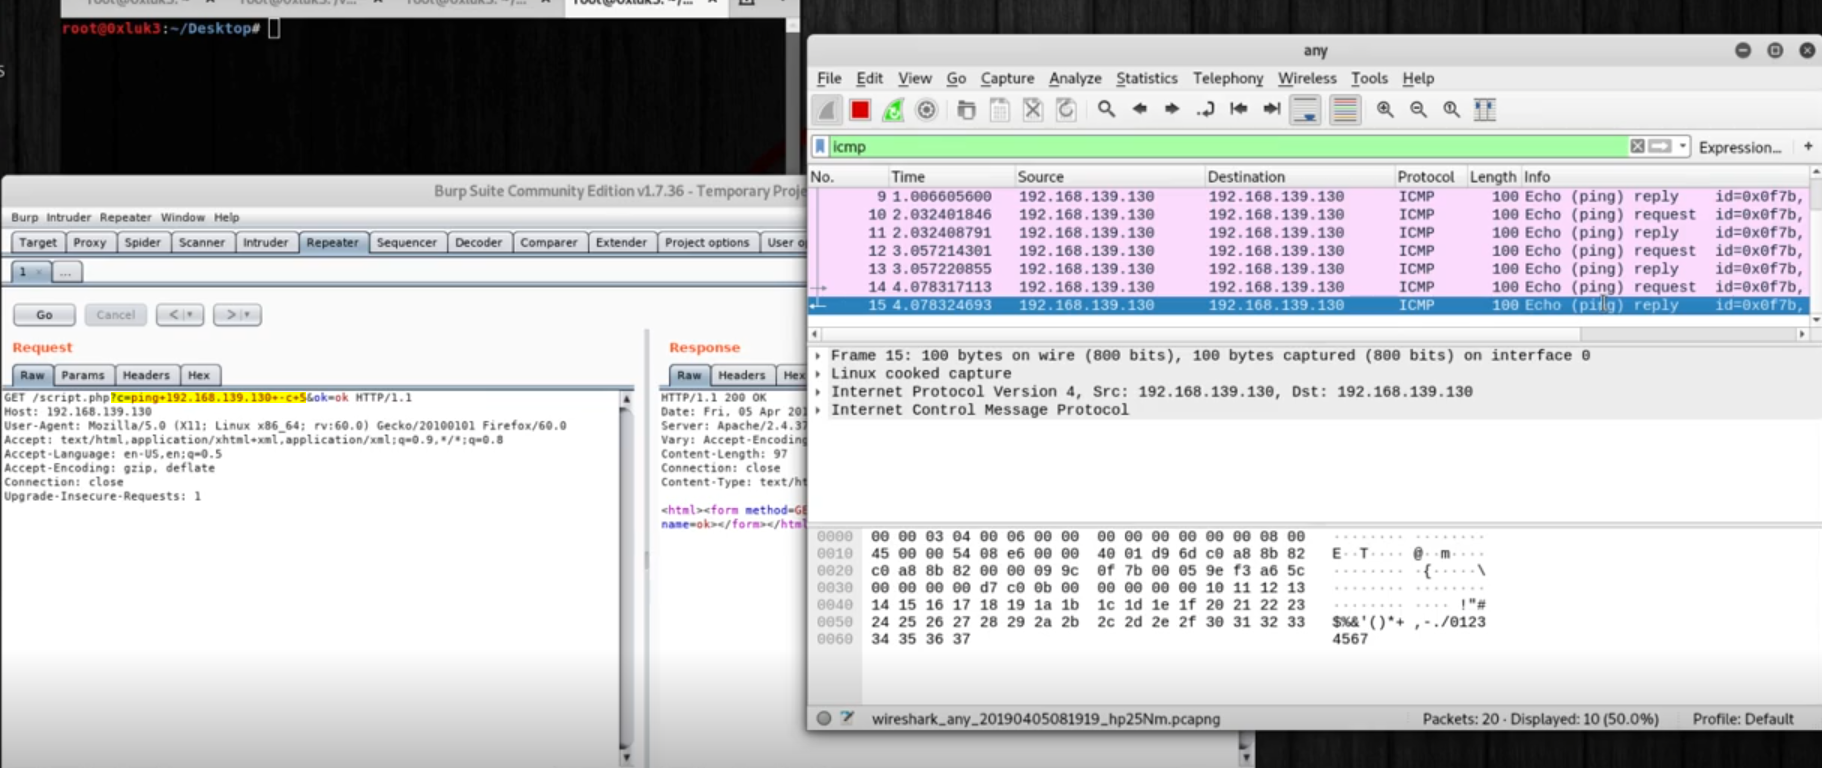 root@0xluk3:~/Desktop#
any
File Edit View Go Capture Analyze Statistics Telephony Wireless Tools Help
icmp
Expression... +
No. Time Source Destination Protocol Length Info
9 1.006605600 192.168.139.130 192.168.139.130 ICMP 100 Echo (ping) reply id=0x0f7b,
10 2.032401846 192.168.139.130 192.168.139.130 ICMP 100 Echo (ping) request id=0x0f7b,
11 2.032408791 192.168.139.130 192.168.139.130 ICMP 100 Echo (ping) reply id=0x0f7b,
12 3.057214301 192.168.139.130 192.168.139.130 ICMP 100 Echo (ping) request id=0x0f7b,
13 3.057220855 192.168.139.130 192.168.139.130 ICMP 100 Echo (ping) reply id=0x0f7b,
14 4.078317113 192.168.139.130 192.168.139.130 ICMP 100 Echo (ping) request id=0x0f7b,
15 4.078324693 192.168.139.130 192.168.139.130 ICMP 100 Echo (ping) reply id=0x0f7b,
Frame 15: 100 bytes on wire (800 bits), 100 bytes captured (800 bits) on interface 0
Linux cooked capture
Internet Protocol Version 4, Src: 192.168.139.130, Dst: 192.168.139.130
Internet Control Message Protocol
0000 00 00 03 04 00 06 00 00 00 00 00 00 00 00 08 00 ········ ········
0010 45 00 00 54 08 e6 00 00 40 01 d9 6d c0 a8 8b 82 E··T···· @··m····
0020 c0 a8 8b 82 00 00 09 9c 0f 7b 00 05 9e f3 a6 5c ········ ·{·····\
0030 00 00 00 00 d7 c0 0b 00 00 00 00 00 10 11 12 13 ········ ········
0040 14 15 16 17 18 19 1a 1b 1c 1d 1e 1f 20 21 22 23 ········ ···· !"#
0050 24 25 26 27 28 29 2a 2b 2c 2d 2e 2f 30 31 32 33 $%&'()*+ ,-./0123
0060 34 35 36 37 4567
wireshark_any_20190405081919_hp25Nm.pcapng Packets: 20 · Displayed: 10 (50.0%) Profile: Default
Burp Suite Community Edition v1.7.36 - Temporary
Burp Intruder Repeater Window Help
Target Proxy Spider Scanner Intruder Repeater Sequencer Decoder Comparer Extender Project options User
1 × ...
Go Cancel < >
Request
Raw Params Headers Hex
GET /script.php?c=ping+192.168.139.130+-c+5&ok=ok HTTP/1.1
Host: 192.168.139.130
User-Agent: Mozilla/5.0 (X11; Linux x86_64; rv:60.0) Gecko/20100101 Firefox/60.0
Accept: text/html,application/xhtml+xml,application/xml;q=0.9,*/*;q=0.8
Accept-Language: en-US,en;q=0.5
Accept-Encoding: gzip, deflate
Connection: close
Upgrade-Insecure-Requests: 1
Response
Raw Headers Hex
HTTP/1.1 200 OK
Date: Fri, 05 Apr 201
Server: Apache/2.4.37
Vary: Accept-Encoding
Content-Length: 97
Connection: close
Content-Type: text/ht
<html><form method=GE
name=ok></form></html